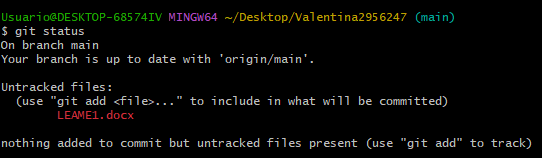 Usuario@DESKTOP-68574IV MINGW64 ~/Desktop/Valentina2956247 (main)
$ git status
On branch main
Your branch is up to date with 'origin/main'.
Untracked files:
(use "git add <file>..." to include in what will be committed)
LEAME1.docx
nothing added to commit but untracked files present (use "git add" to track)